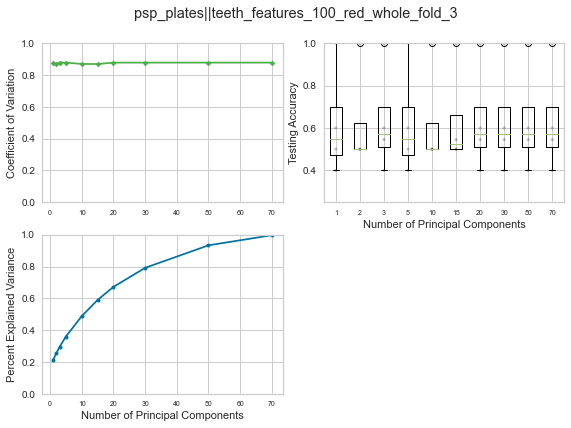 psp_plates||teeth_features_100_red_whole_fold_3
Coefficient of Variation
1.0
0.8
0.6
0.4
0.2
0.0
0 10 20 30 40 50 60 70
Testing Accuracy
1.0
0.8
0.6
0.4
1 2 3 5 10 15 20 30 50 70
Number of Principal Components
Percent Explained Variance
1.0
0.8
0.6
0.4
0.2
0.0
0 10 20 30 40 50 60 70
Number of Principal Components